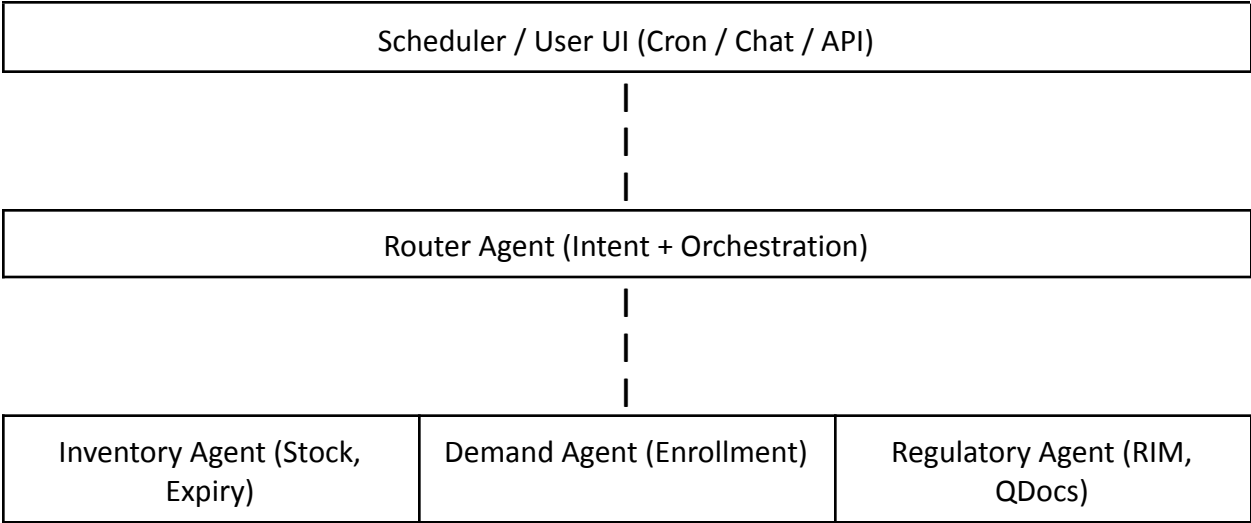 Scheduler / User UI (Cron / Chat / API)
Router Agent (Intent + Orchestration)
Inventory Agent (Stock,
Expiry)
Demand Agent (Enrollment)
Regulatory Agent (RIM,
QDocs)